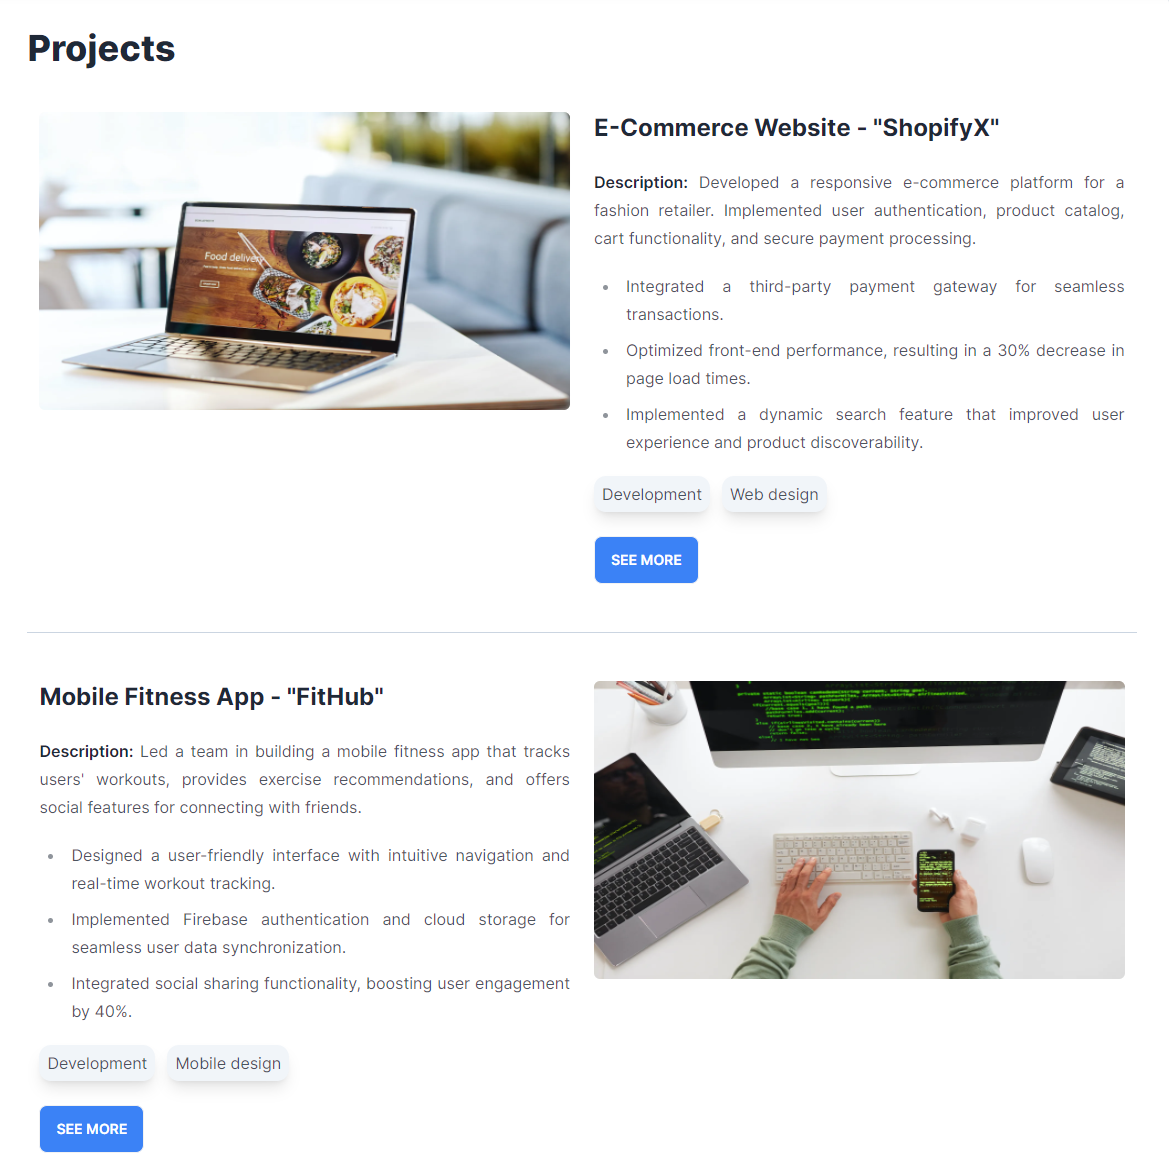 Projects
Food delivery
E-Commerce Website - "ShopifyX"
Description: Developed a responsive e-commerce platform for a
fashion retailer. Implemented user authentication, product catalog,
cart functionality, and secure payment processing.
Integrated a third-party payment gateway for seamless
transactions.
Optimized front-end performance, resulting in a 30% decrease in
page load times.
Implemented a dynamic search feature that improved user
experience and product discoverability.
Development
Web design
SEE MORE
Mobile Fitness App - "FitHub"
Description: Led a team in building a mobile fitness app that tracks
users' workouts, provides exercise recommendations, and offers
social features for connecting with friends.
Designed a user-friendly interface with intuitive navigation and
real-time workout tracking.
Implemented Firebase authentication and cloud storage for
seamless user data synchronization.
Integrated social sharing functionality, boosting user engagement
by 40%.
Development
Mobile design
SEE MORE